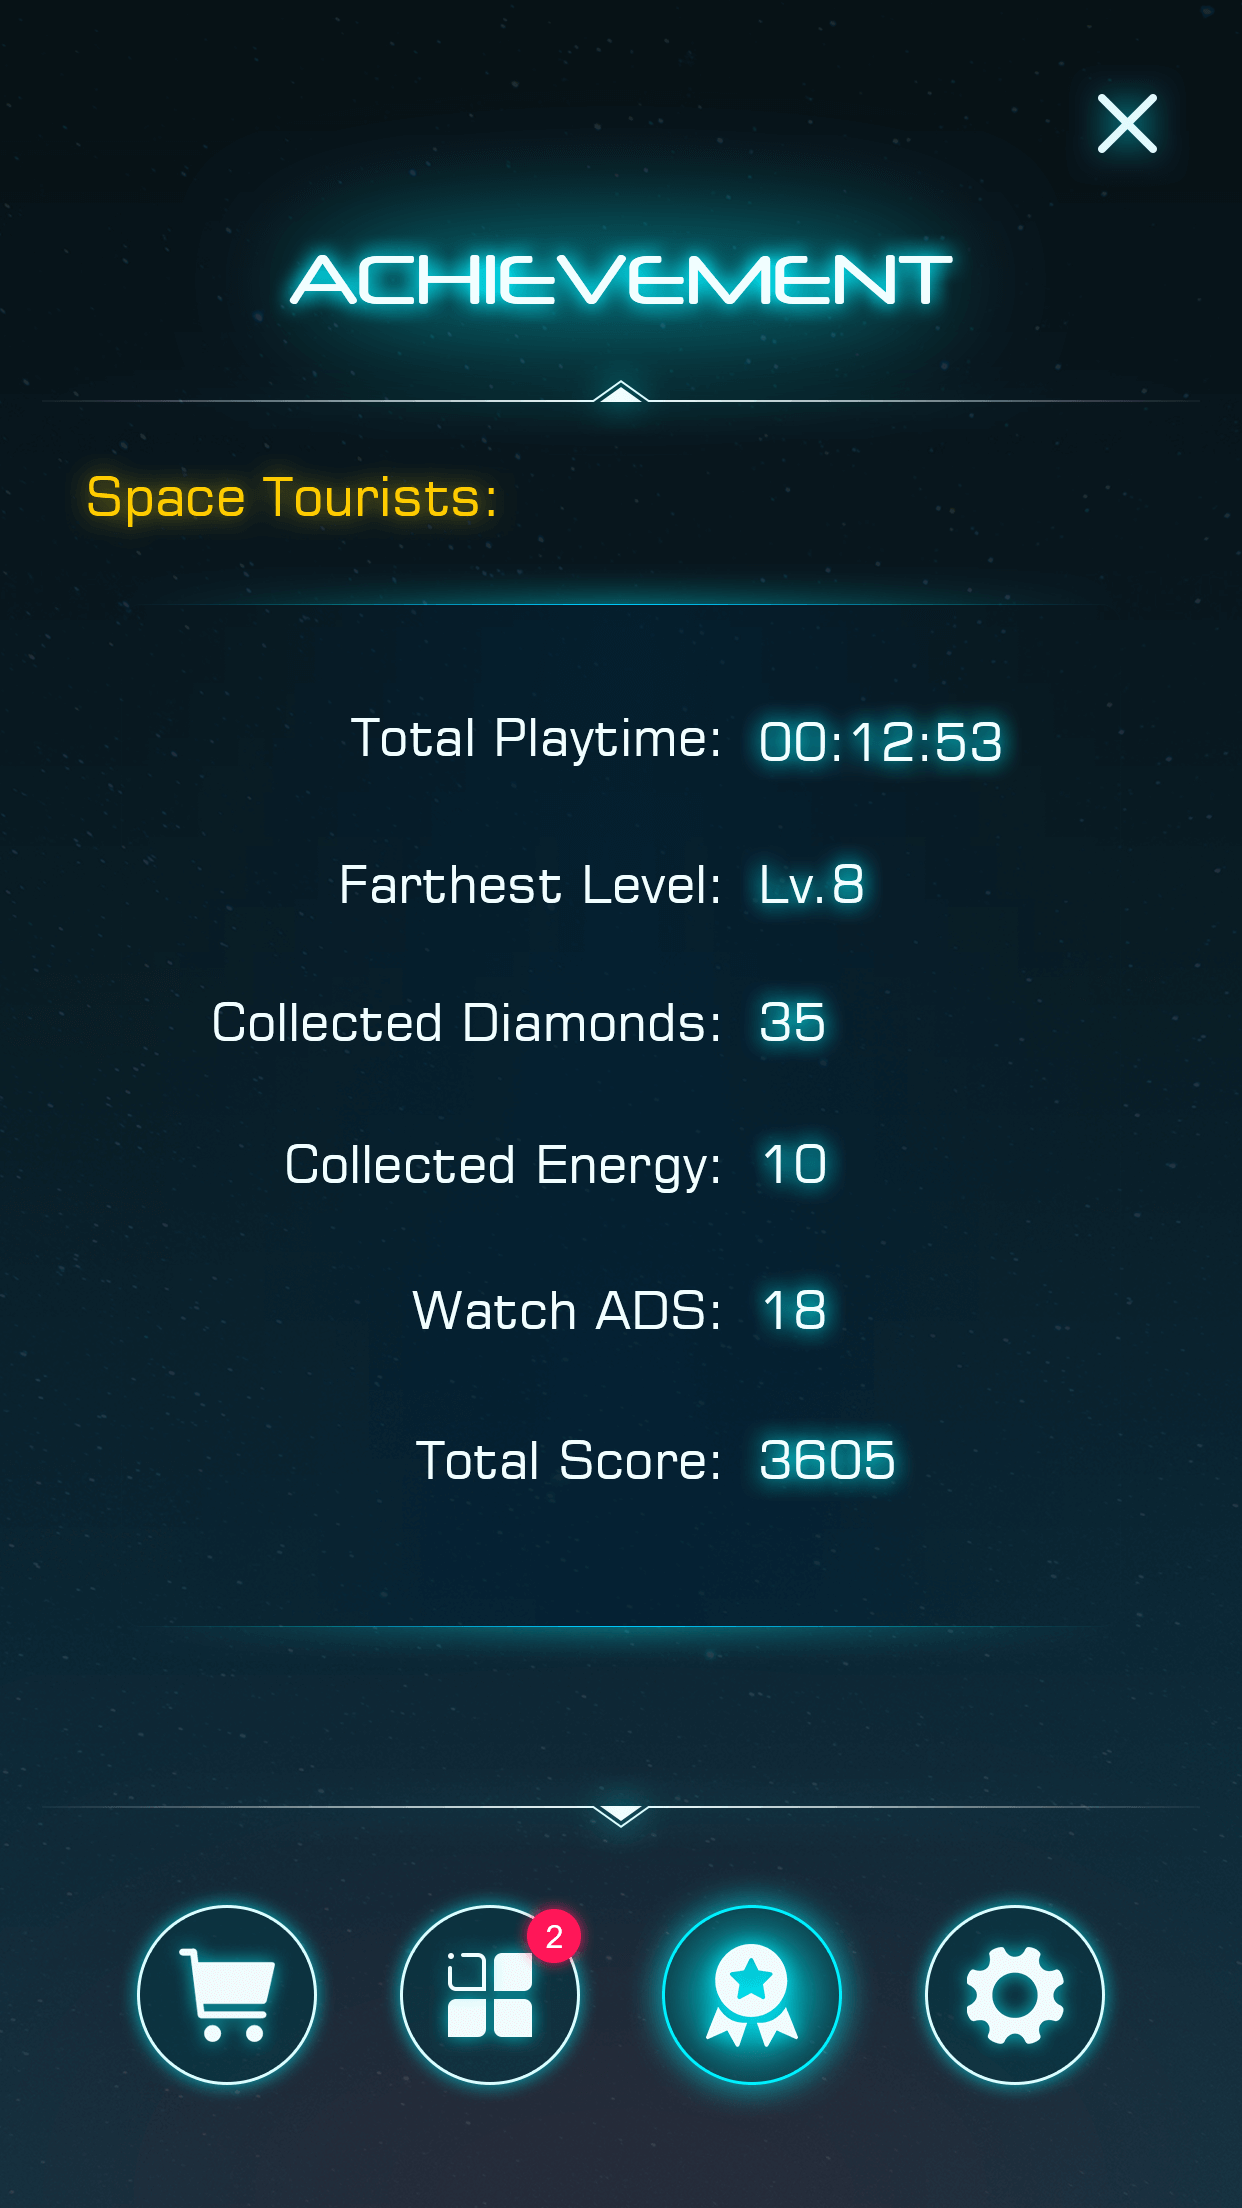 ACHIEVEMENT
Space Tourists:
Total Playtime: 00:12:53
Farthest Level: Lv.8
Collected Diamonds: 35
Collected Energy: 10
Watch ADS: 18
Total Score: 3605
2